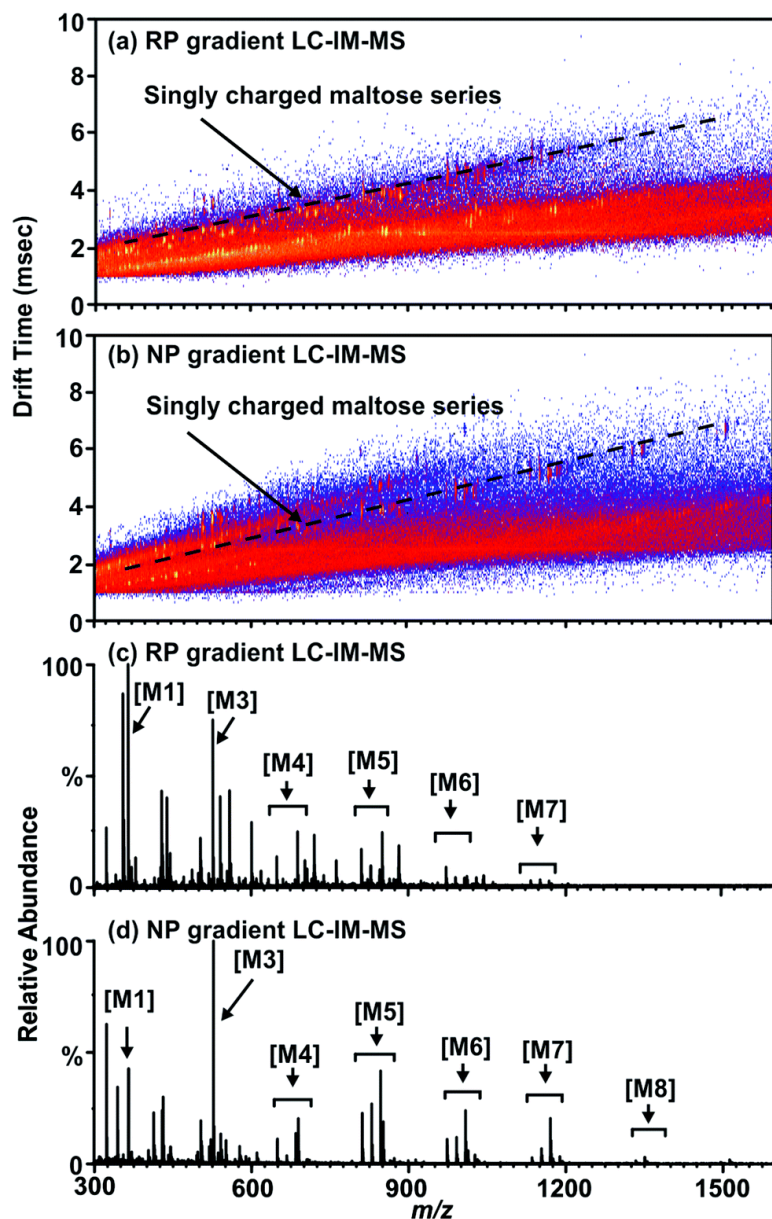 (a) RP gradient LC-IM-MS
Singly charged maltose series
10
8
6
4
2
0
Drift Time (msec)
(b) NP gradient LC-IM-MS
Singly charged maltose series
10
8
6
4
2
0
(c) RP gradient LC-IM-MS
100
%
0
[M1]
[M3]
[M4]
[M5]
[M6]
[M7]
Relative Abundance
(d) NP gradient LC-IM-MS
100
%
0
[M1]
[M3]
[M4]
[M5]
[M6]
[M7]
[M8]
300 600 900 1200 1500
m/z